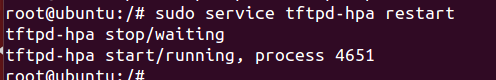 root@ubuntu:/# sudo service tftpd-hpa restart
tftpd-hpa stop/waiting
tftpd-hpa start/running, process 4651
root@ubuntu:/#